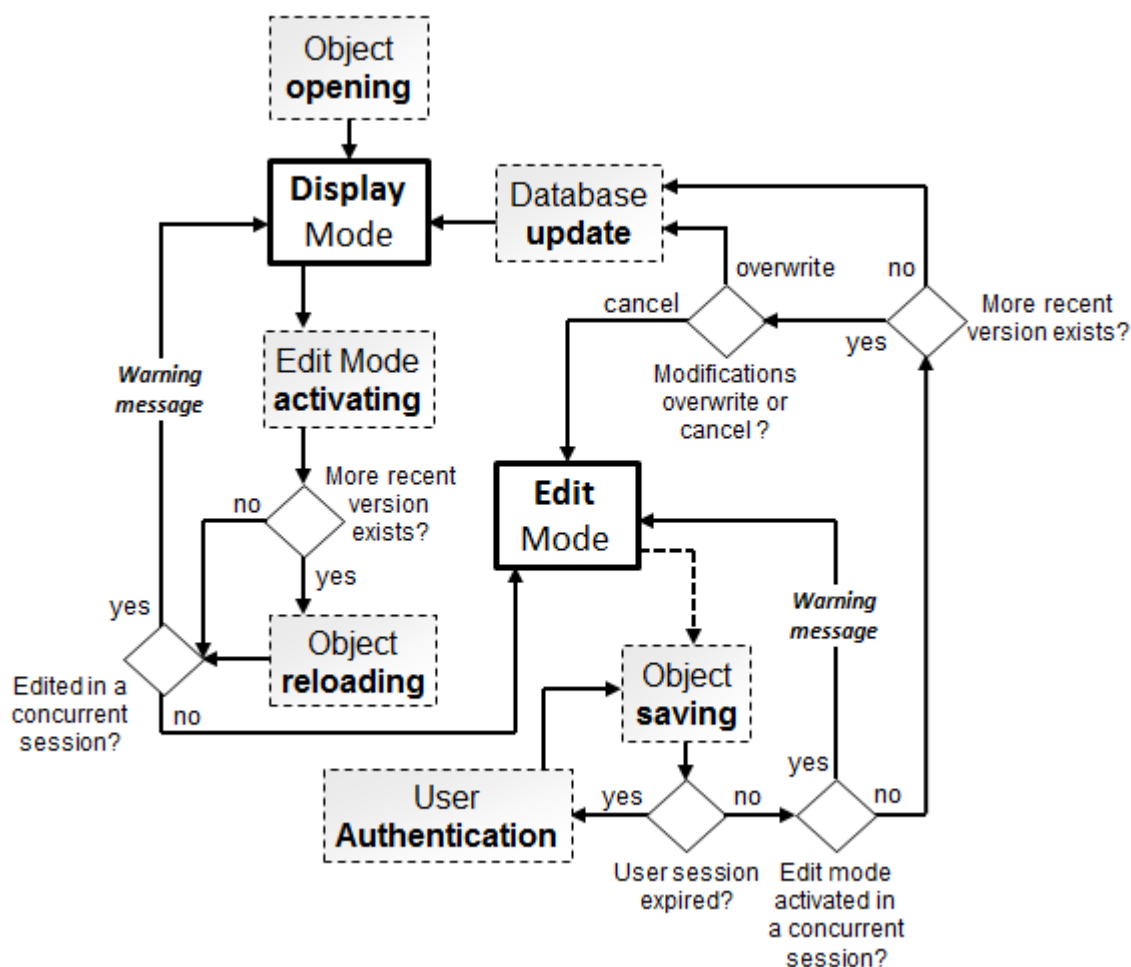 Object
opening
Display
Mode
Database
update
overwrite
no
cancel
yes
More recent
version exists?
Modifications
overwrite or
cancel ?
Warning
message
Edit Mode
activating
More recent
version
exists?
no
yes
Edit
Mode
yes
Object
reloading
Edited in a
concurrent
session?
no
Warning
message
Object
saving
User
Authentication
yes
no
yes
no
User session
expired?
Edit mode
activated in
a concurrent
session?